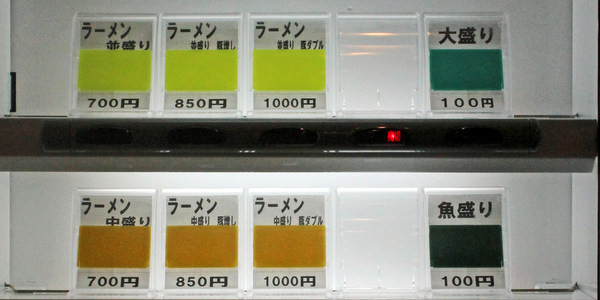 ラーメン
並盛り
700円
ラーメン
並盛り 豚増し
850円
ラーメン
並盛り 豚ダブル
1000円
大盛り
100円
ラーメン
中盛り
700円
ラーメン
中盛り 豚増し
850円
ラーメン
中盛り 豚ダブル
1000円
魚盛り
100円